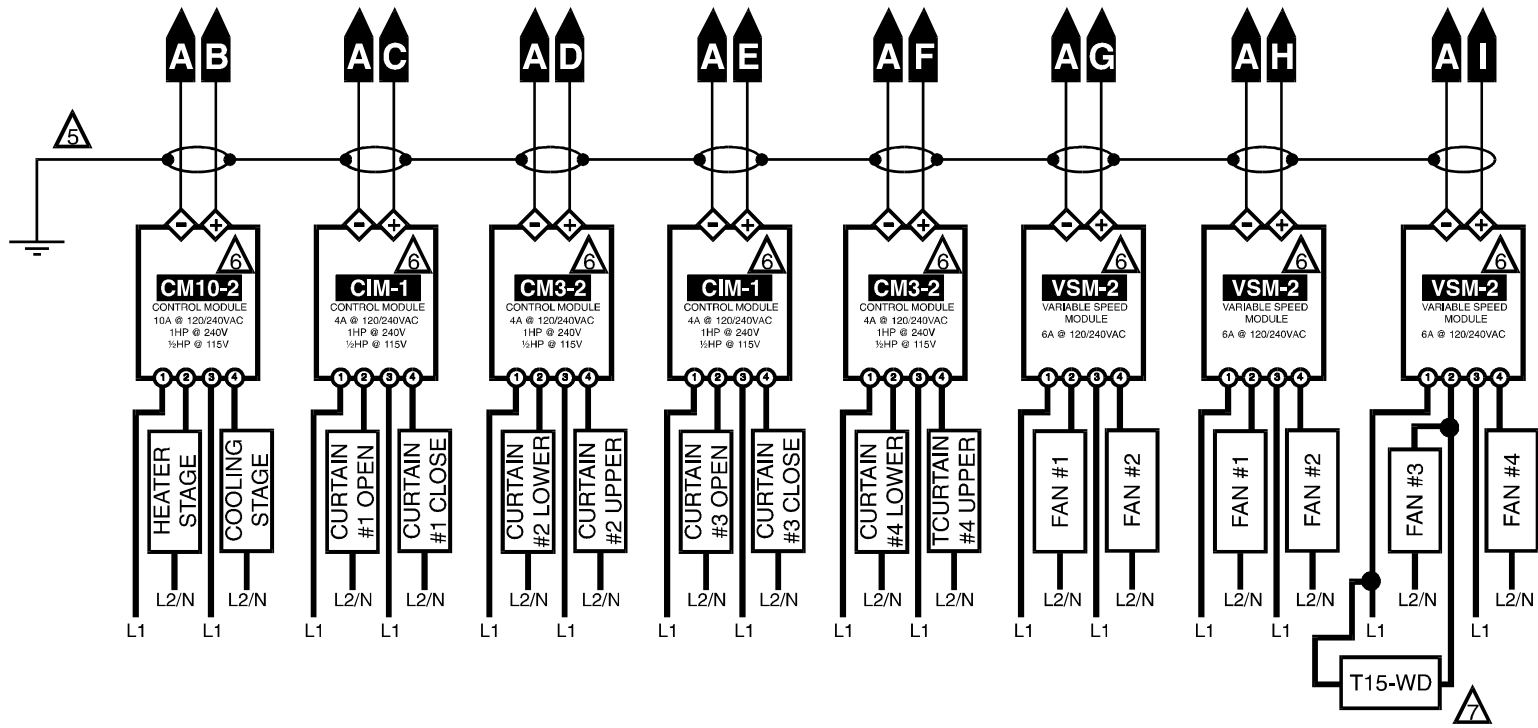 A B A C A D A E A F A G A H A I
5
- + - + - + - + - + - + - + - +
6 6 6 6 6 6 6 6
CM10-2
CONTROL MODULE
10A @ 120/240VAC
1HP @ 240V
½HP @ 115V
CIM-1
CONTROL MODULE
4A @ 120/240VAC
1HP @ 240V
½HP @ 115V
CM3-2
CONTROL MODULE
4A @ 120/240VAC
1HP @ 240V
½HP @ 115V
CIM-1
CONTROL MODULE
4A @ 120/240VAC
1HP @ 240V
½HP @ 115V
CM3-2
CONTROL MODULE
4A @ 120/240VAC
1HP @ 240V
½HP @ 115V
VSM-2
VARIABLE SPEED
MODULE
6A @ 120/240VAC
VSM-2
VARIABLE SPEED
MODULE
6A @ 120/240VAC
VSM-2
VARIABLE SPEED
MODULE
6A @ 120/240VAC
1 2 3 4 1 2 3 4 1 2 3 4 1 2 3 4 1 2 3 4 1 2 3 4 1 2 3 4 1 2 3 4
HEATER
STAGE
COOLING
STAGE
CURTAIN
#1 OPEN
CURTAIN
#1 CLOSE
CURTAIN
#2 LOWER
CURTAIN
#2 UPPER
CURTAIN
#3 OPEN
CURTAIN
#3 CLOSE
CURTAIN
#4 LOWER
TCURTAIN
#4 UPPER
FAN #1
FAN #2
FAN #1
FAN #2
FAN #3
FAN #4
L2/N L2/N L2/N L2/N L2/N L2/N L2/N L2/N L2/N L2/N L2/N L2/N L2/N L2/N L2/N L2/N
L1 L1 L1 L1 L1 L1 L1 L1 L1 L1 L1 L1 L1 L1 L1 L1
T15-WD
7